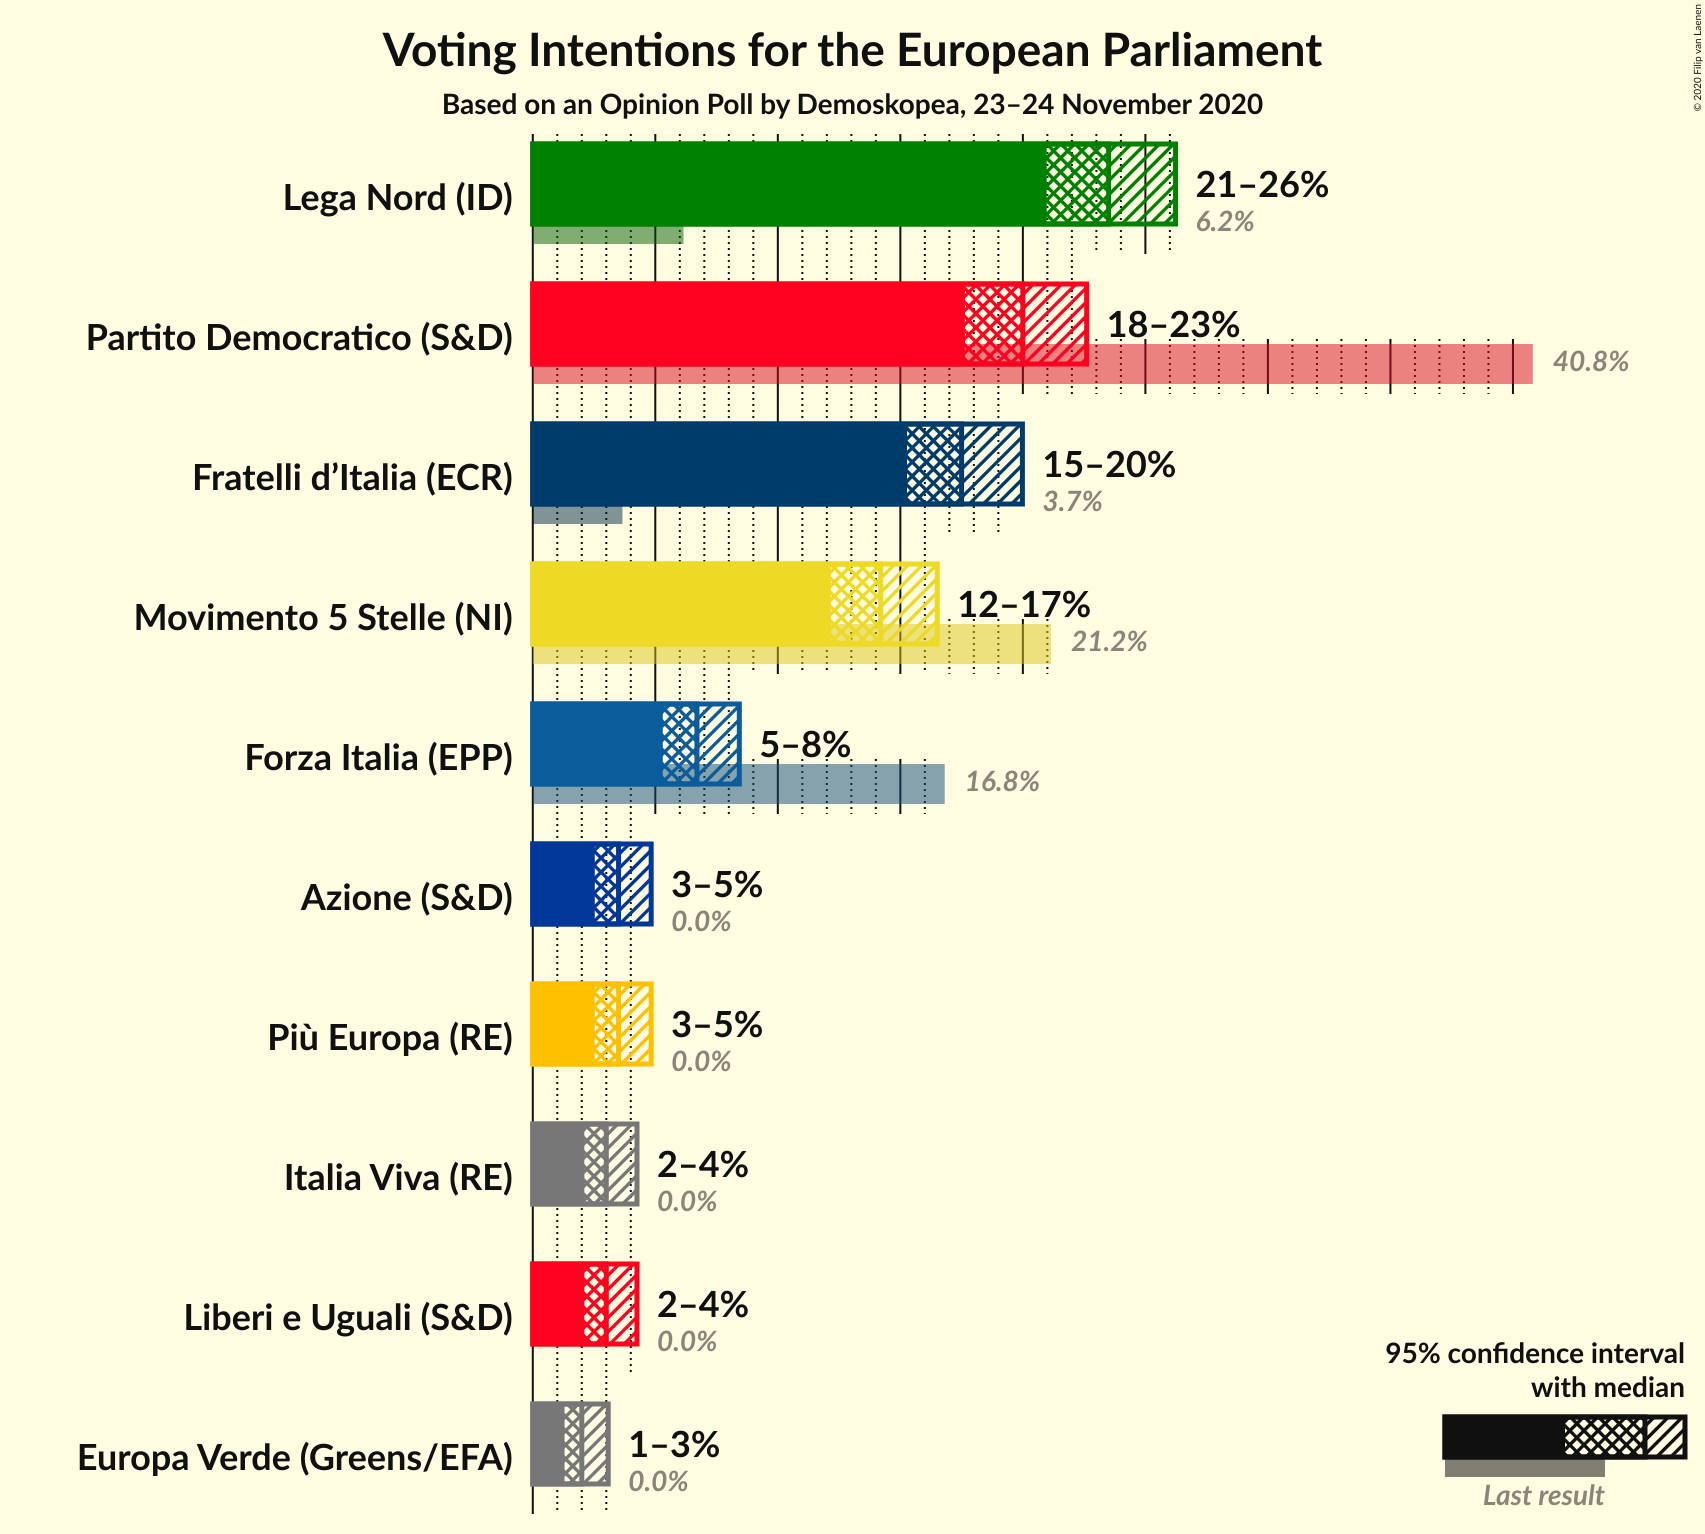 Voting Intentions for the European Parliament
Based on an Opinion Poll by Demoskopea, 23–24 November 2020
© 2020 Filip van Laenen
Lega Nord (ID)
21–26%
6.2%
Partito Democratico (S&D)
18–23%
40.8%
Fratelli d’Italia (ECR)
15–20%
3.7%
Movimento 5 Stelle (NI)
12–17%
21.2%
Forza Italia (EPP)
5–8%
16.8%
Azione (S&D)
3–5%
0.0%
Più Europa (RE)
3–5%
0.0%
Italia Viva (RE)
2–4%
0.0%
Liberi e Uguali (S&D)
2–4%
0.0%
Europa Verde (Greens/EFA)
1–3%
0.0%
95% confidence interval
with median
Last result